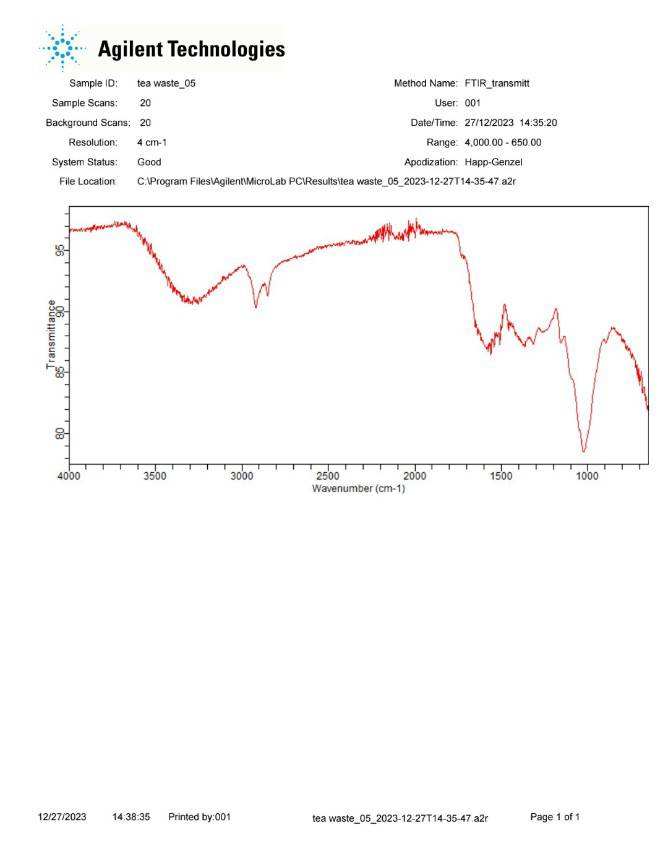 Agilent Technologies
Sample ID: tea waste_05 Method Name: FTIR_transmitt
Sample Scans: 20 User: 001
Background Scans: 20 Date/Time: 27/12/2023 14:35:20
Resolution: 4 cm-1 Range: 4,000.00 - 650.00
System Status: Good Apodization: Happ-Genzel
File Location: C:\Program Files\Agilent\MicroLab PC\Results\tea waste_05_2023-12-27T14-35-47.a2r
95
90
85
80
Transmittance
4000 3500 3000 2500 2000 1500 1000
Wavenumber (cm-1)
12/27/2023 14:38:35 Printed by:001 tea waste_05_2023-12-27T14-35-47.a2r Page 1 of 1